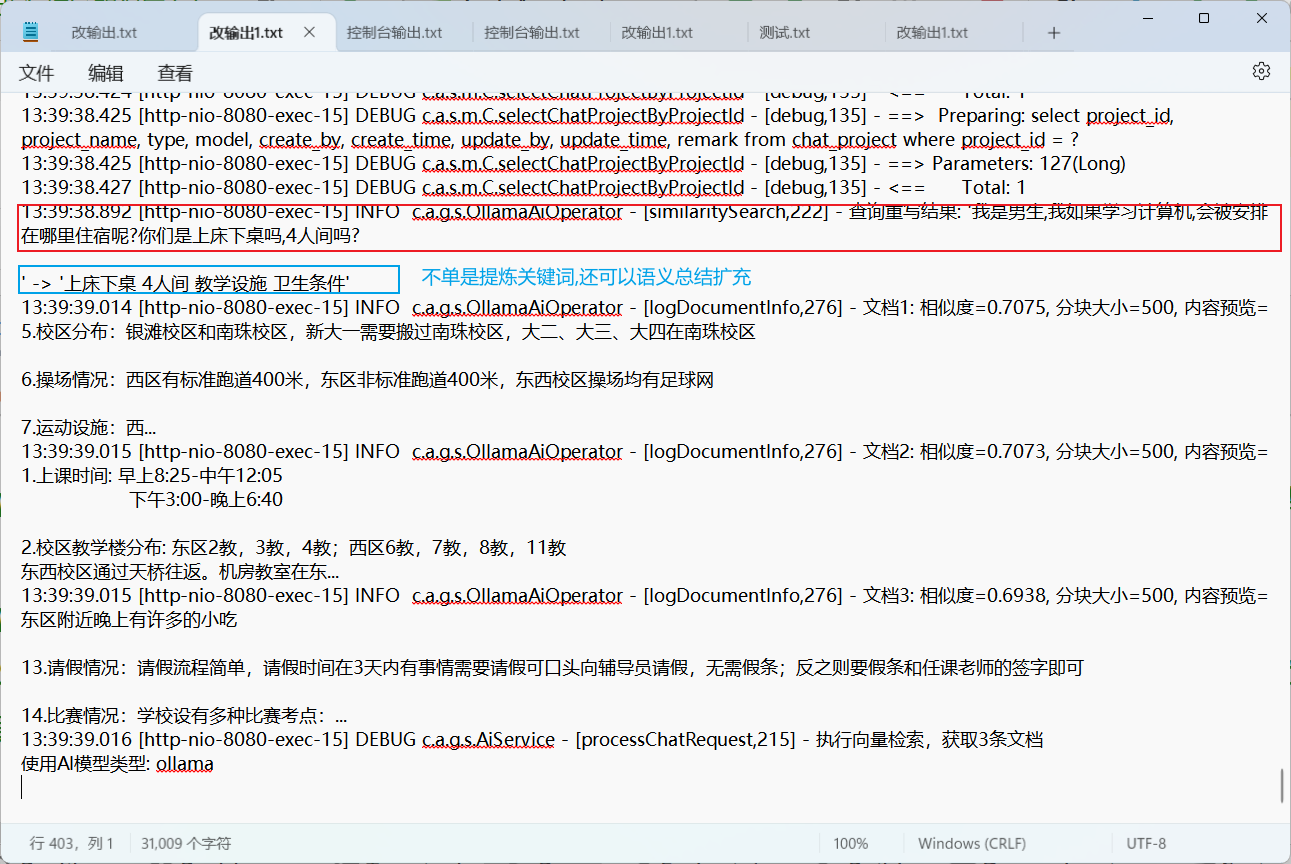 改输出.txt
改输出1.txt
控制台输出.txt
控制台输出.txt
改输出1.txt
测试.txt
改输出1.txt
文件 编辑 查看
13:39:38.424 [http-nio-8080-exec-15] DEBUG c.a.s.m.C.selectChatProjectByProjectId - [debug,135] - <== Total: 1
13:39:38.425 [http-nio-8080-exec-15] DEBUG c.a.s.m.C.selectChatProjectByProjectId - [debug,135] - ==> Preparing: select project_id,
project_name, type, model, create_by, create_time, update_by, update_time, remark from chat_project where project_id = ?
13:39:38.425 [http-nio-8080-exec-15] DEBUG c.a.s.m.C.selectChatProjectByProjectId - [debug,135] - ==> Parameters: 127(Long)
13:39:38.427 [http-nio-8080-exec-15] DEBUG c.a.s.m.C.selectChatProjectByProjectId - [debug,135] - <== Total: 1
13:39:38.892 [http-nio-8080-exec-15] INFO c.a.g.s.OllamaAiOperator - [similaritySearch,222] - 查询重写结果: '我是男生,我如果学习计算机,会被安排
在哪里住宿呢?你们是上床下桌吗,4人间吗?
' -> '上床下桌 4人间 教学设施 卫生条件'
不单是提炼关键词,还可以语义总结扩充
13:39:39.014 [http-nio-8080-exec-15] INFO c.a.g.s.OllamaAiOperator - [logDocumentInfo,276] - 文档1: 相似度=0.7075, 分块大小=500, 内容预览=
5.校区分布：银滩校区和南珠校区，新大一需要搬过南珠校区，大二、大三、大四在南珠校区
6.操场情况：西区有标准跑道400米，东区非标准跑道400米，东西校区操场均有足球网
7.运动设施：西...
13:39:39.015 [http-nio-8080-exec-15] INFO c.a.g.s.OllamaAiOperator - [logDocumentInfo,276] - 文档2: 相似度=0.7073, 分块大小=500, 内容预览=
1.上课时间: 早上8:25-中午12:05
下午3:00-晚上6:40
2.校区教学楼分布: 东区2教，3教，4教；西区6教，7教，8教，11教
东西校区通过天桥往返。机房教室在东...
13:39:39.015 [http-nio-8080-exec-15] INFO c.a.g.s.OllamaAiOperator - [logDocumentInfo,276] - 文档3: 相似度=0.6938, 分块大小=500, 内容预览=
东区附近晚上有许多的小吃
13.请假情况：请假流程简单，请假时间在3天内有事情需要请假可口头向辅导员请假，无需假条；反之则要假条和任课老师的签字即可
14.比赛情况：学校设有多种比赛考点：...
13:39:39.016 [http-nio-8080-exec-15] DEBUG c.a.g.s.AiService - [processChatRequest,215] - 执行向量检索，获取3条文档
使用AI模型类型: ollama
行 403，列 1
31,009 个字符
100%
Windows (CRLF)
UTF-8